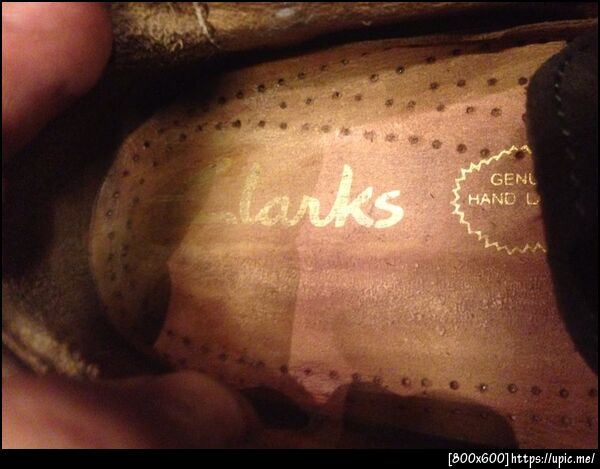 Clarks
GENU
HAND L
[800x600]https://upic.me/